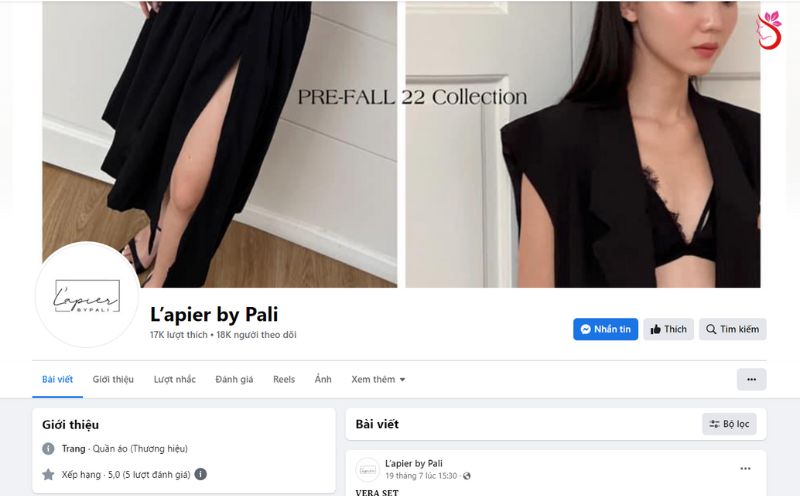 PRE-FALL 22 Collection
L'apier
BY PALI
L'apier by Pali
17K lượt thích • 18K người theo dõi
Nhắn tin
Thích
Tìm kiếm
Bài viết
Giới thiệu
Lượt nhắc
Đánh giá
Reels
Ảnh
Xem thêm
Giới thiệu
Trang · Quần áo (Thương hiệu)
Xếp hạng · 5,0 (5 lượt đánh giá)
Bài viết
Bộ lọc
L'apier by Pali
19 tháng 7 lúc 15:30 ·
VERA SET